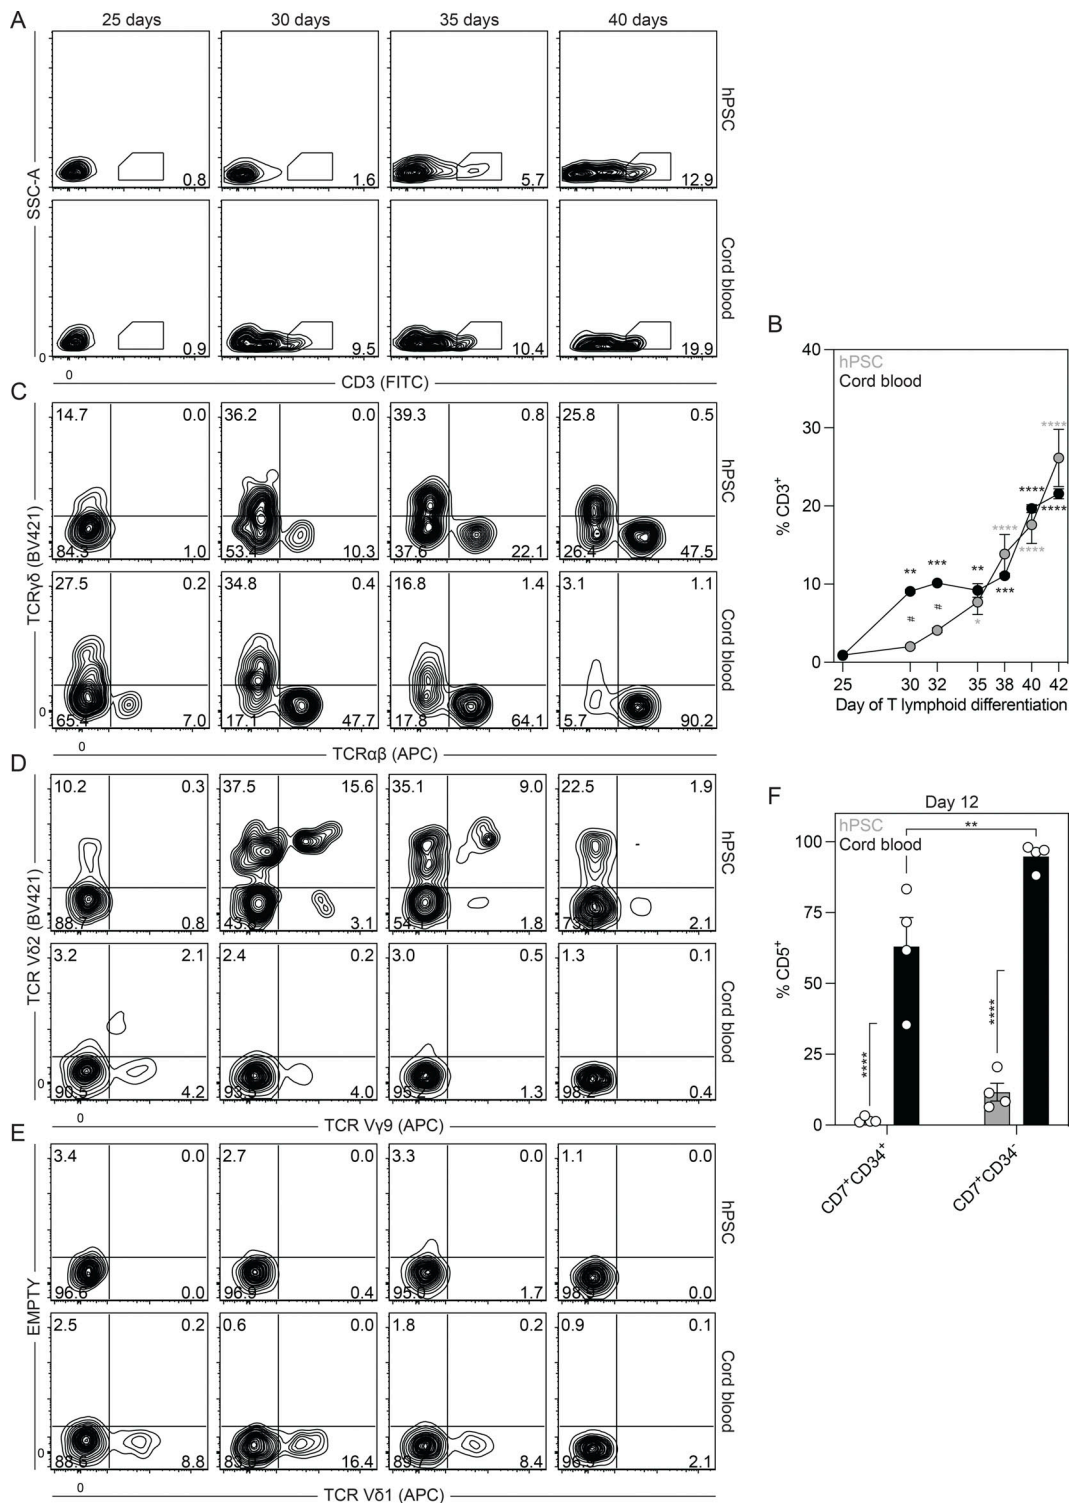 A
25 days
30 days
35 days
40 days
SSC-A
0.8
1.6
5.7
12.9
hPSC
0
0.9
9.5
10.4
19.9
Cord blood
0
CD3 (FITC)
B
40
30
20
10
0
% CD3+
hPSC
Cord blood
** *** ** **** ****
**** **** ***
# # *
****
25 30 32 35 38 40 42
Day of T lymphoid differentiation
C
TCRγδ (BV421)
14.7 0.0
36.2 0.0
39.3 0.8
25.8 0.5
hPSC
84.3 1.0
53.4 10.3
37.6 22.1
26.4 47.5
27.5 0.2
34.8 0.4
16.8 1.4
3.1 1.1
Cord blood
0
65.4 7.0
17.1 47.7
17.8 64.1
5.7 90.2
0
TCRαβ (APC)
D
TCR Vδ2 (BV421)
10.2 0.3
37.5 15.6
35.1 9.0
22.5 1.9
hPSC
88.7 0.8
3.1
54.1 1.8
2.1
3.2 2.1
2.4 0.2
3.0 0.5
1.3 0.1
Cord blood
0
90.5 4.2
4.0
95.2 1.3
98.2 0.4
0
TCR Vγ9 (APC)
E
EMPTY
3.4 0.0
2.7 0.0
3.3 0.0
1.1 0.0
hPSC
96.6 0.0
96.9 0.4
95.0 1.7
98.9 0.0
2.5 0.2
0.6 0.0
1.8 0.2
0.9 0.1
Cord blood
0
8.8
16.4
8.4
2.1
0
TCR Vδ1 (APC)
F
Day 12
hPSC
Cord blood
**
****
****
100
75
50
25
0
% CD5+
CD7+CD34+
CD7+CD34-